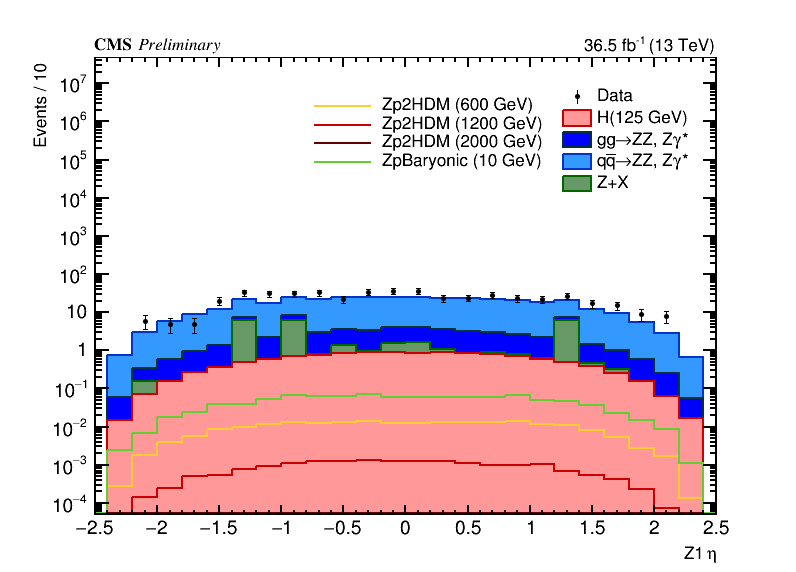 CMS Preliminary 36.5 fb⁻¹ (13 TeV)
Events / 10
10⁷
10⁶
10⁵
10⁴
10³
10²
10
1
10⁻¹
10⁻²
10⁻³
10⁻⁴
Zp2HDM (600 GeV)
Zp2HDM (1200 GeV)
Zp2HDM (2000 GeV)
ZpBaryonic (10 GeV)
Data
H(125 GeV)
gg→ZZ, Zγ*
qq̅→ZZ, Zγ*
Z+X
−2.5 −2 −1.5 −1 −0.5 0 0.5 1 1.5 2 2.5
Z1 η